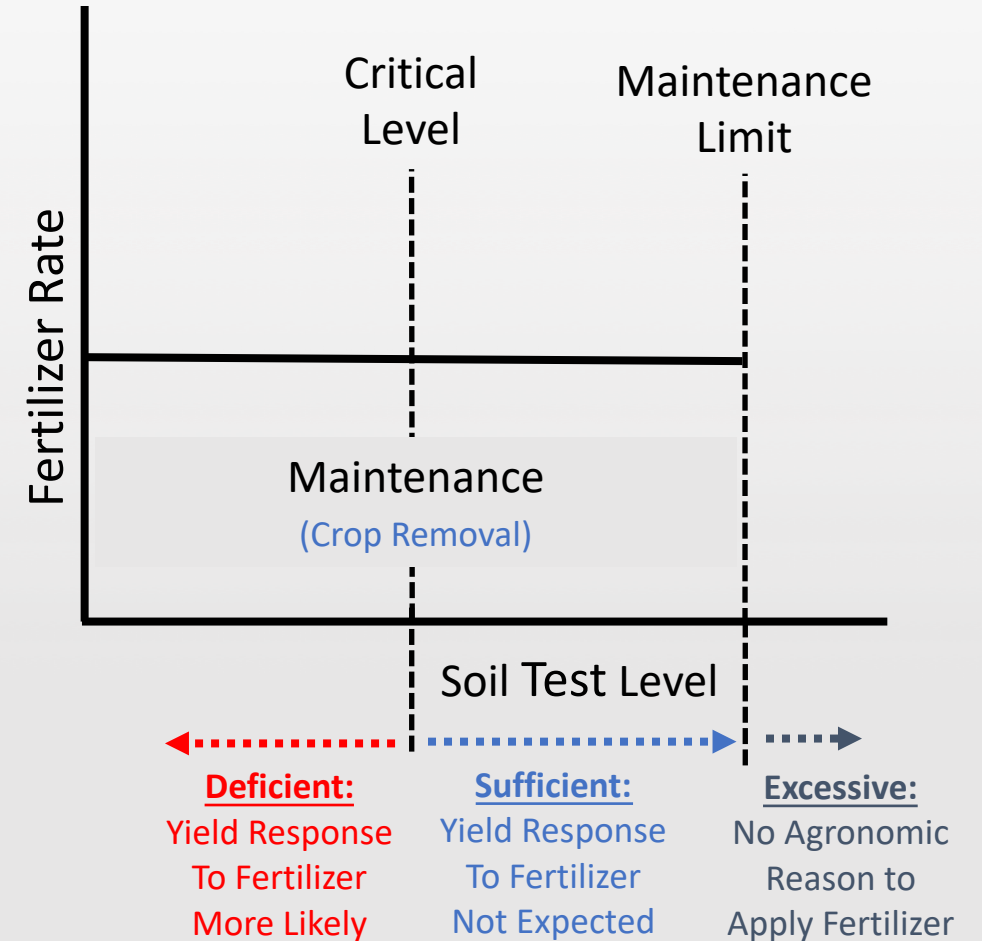 Critical
Level
Maintenance
Limit
Fertilizer Rate
Maintenance
(Crop Removal)
Soil Test Level
Deficient:
Yield Response
To Fertilizer
More Likely
Sufficient:
Yield Response
To Fertilizer
Not Expected
Excessive:
No Agronomic
Reason to
Apply Fertilizer